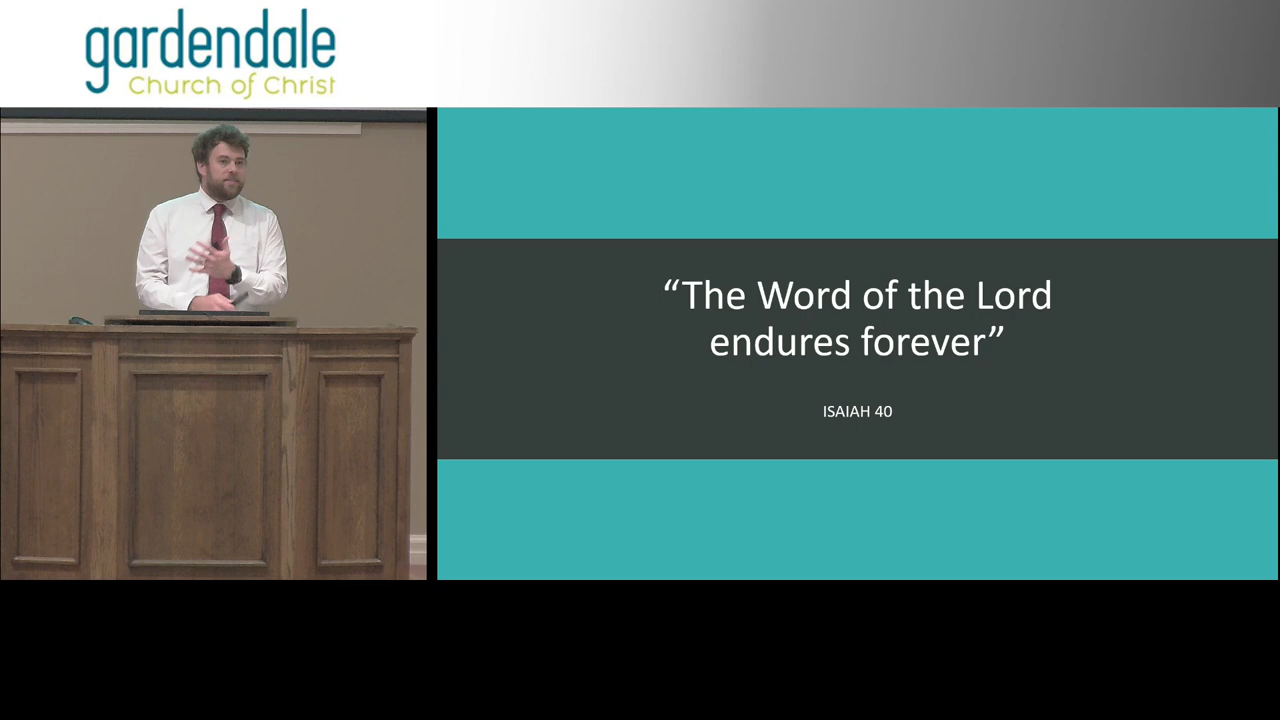 gardendale
Church of Christ
“The Word of the Lord
endures forever”
ISAIAH 40